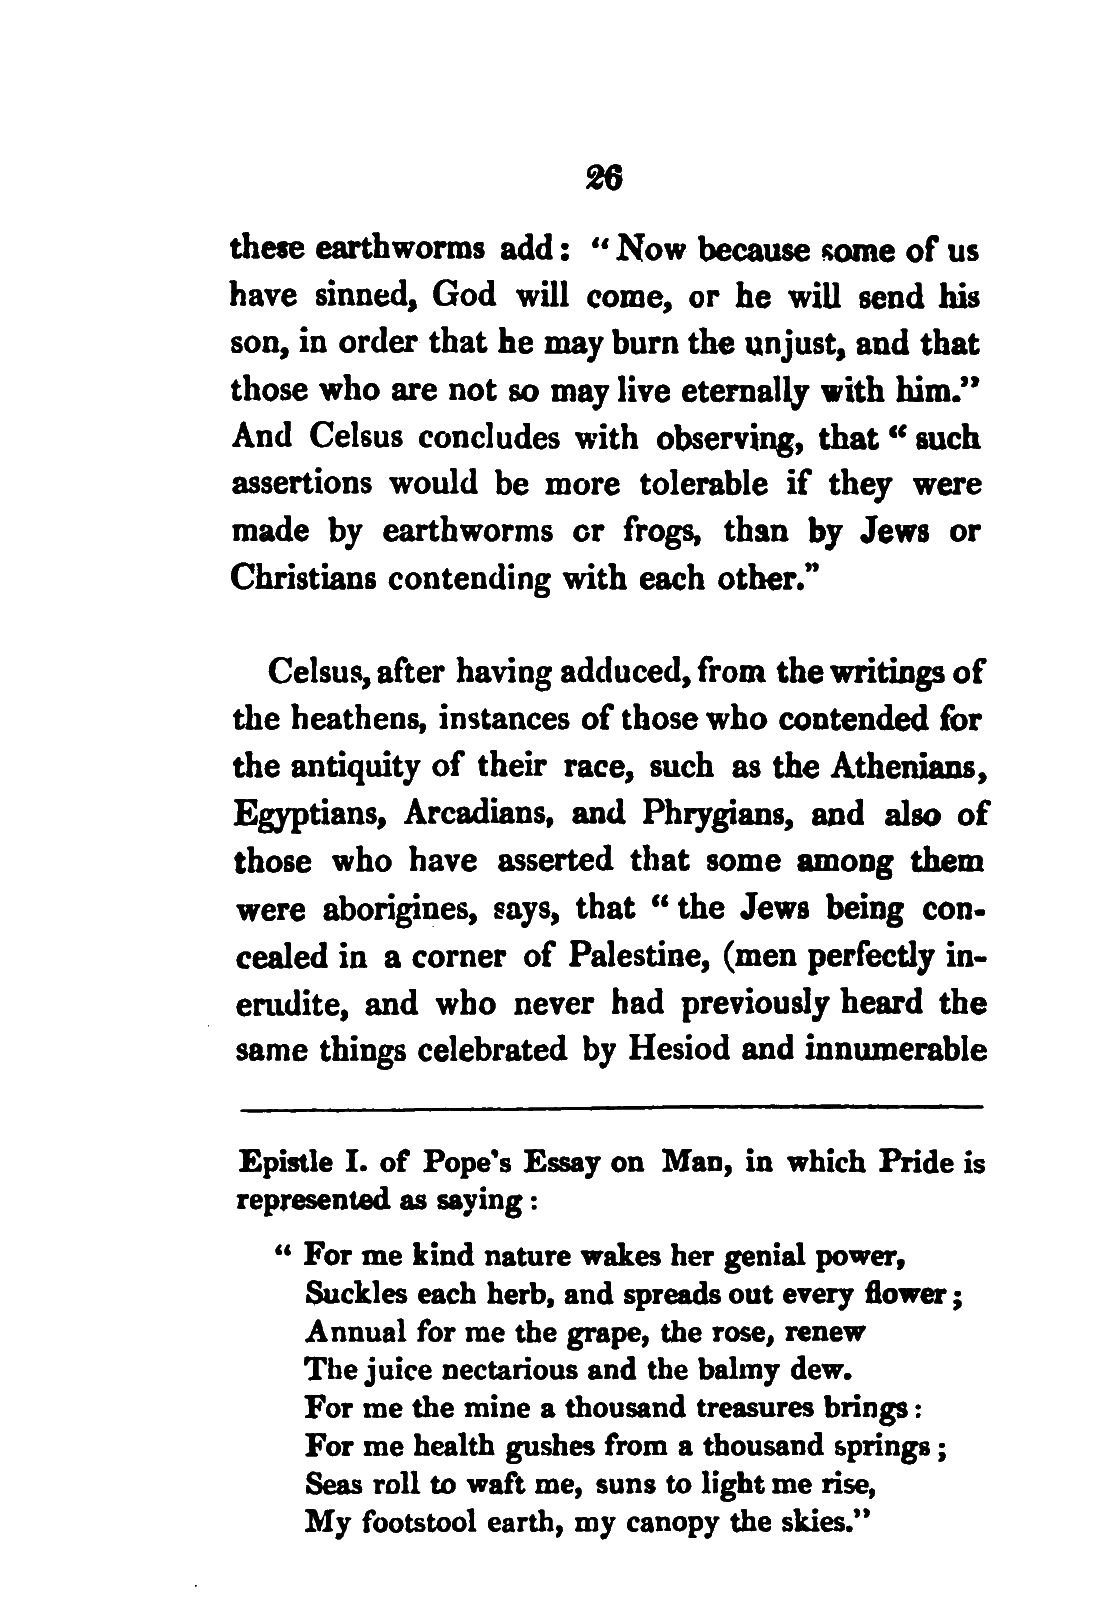 26
these earthworms add: “Now because some of us
have sinned, God will come, or he will send his
son, in order that he may burn the unjust, and that
those who are not so may live eternally with him.”
And Celsus concludes with observing, that “such
assertions would be more tolerable if they were
made by earthworms or frogs, than by Jews or
Christians contending with each other.”
Celsus, after having adduced, from the writings of
the heathens, instances of those who contended for
the antiquity of their race, such as the Athenians,
Egyptians, Arcadians, and Phrygians, and also of
those who have asserted that some among them
were aborigines, says, that “the Jews being con-
cealed in a corner of Palestine, (men perfectly in-
erudite, and who never had previously heard the
same things celebrated by Hesiod and innumerable
Epistle I. of Pope's Essay on Man, in which Pride is
represented as saying:
“For me kind nature wakes her genial power,
Suckles each herb, and spreads out every flower;
Annual for me the grape, the rose, renew
The juice nectarious and the balmy dew.
For me the mine a thousand treasures brings:
For me health gushes from a thousand springs;
Seas roll to waft me, suns to light me rise,
My footstool earth, my canopy the skies.”